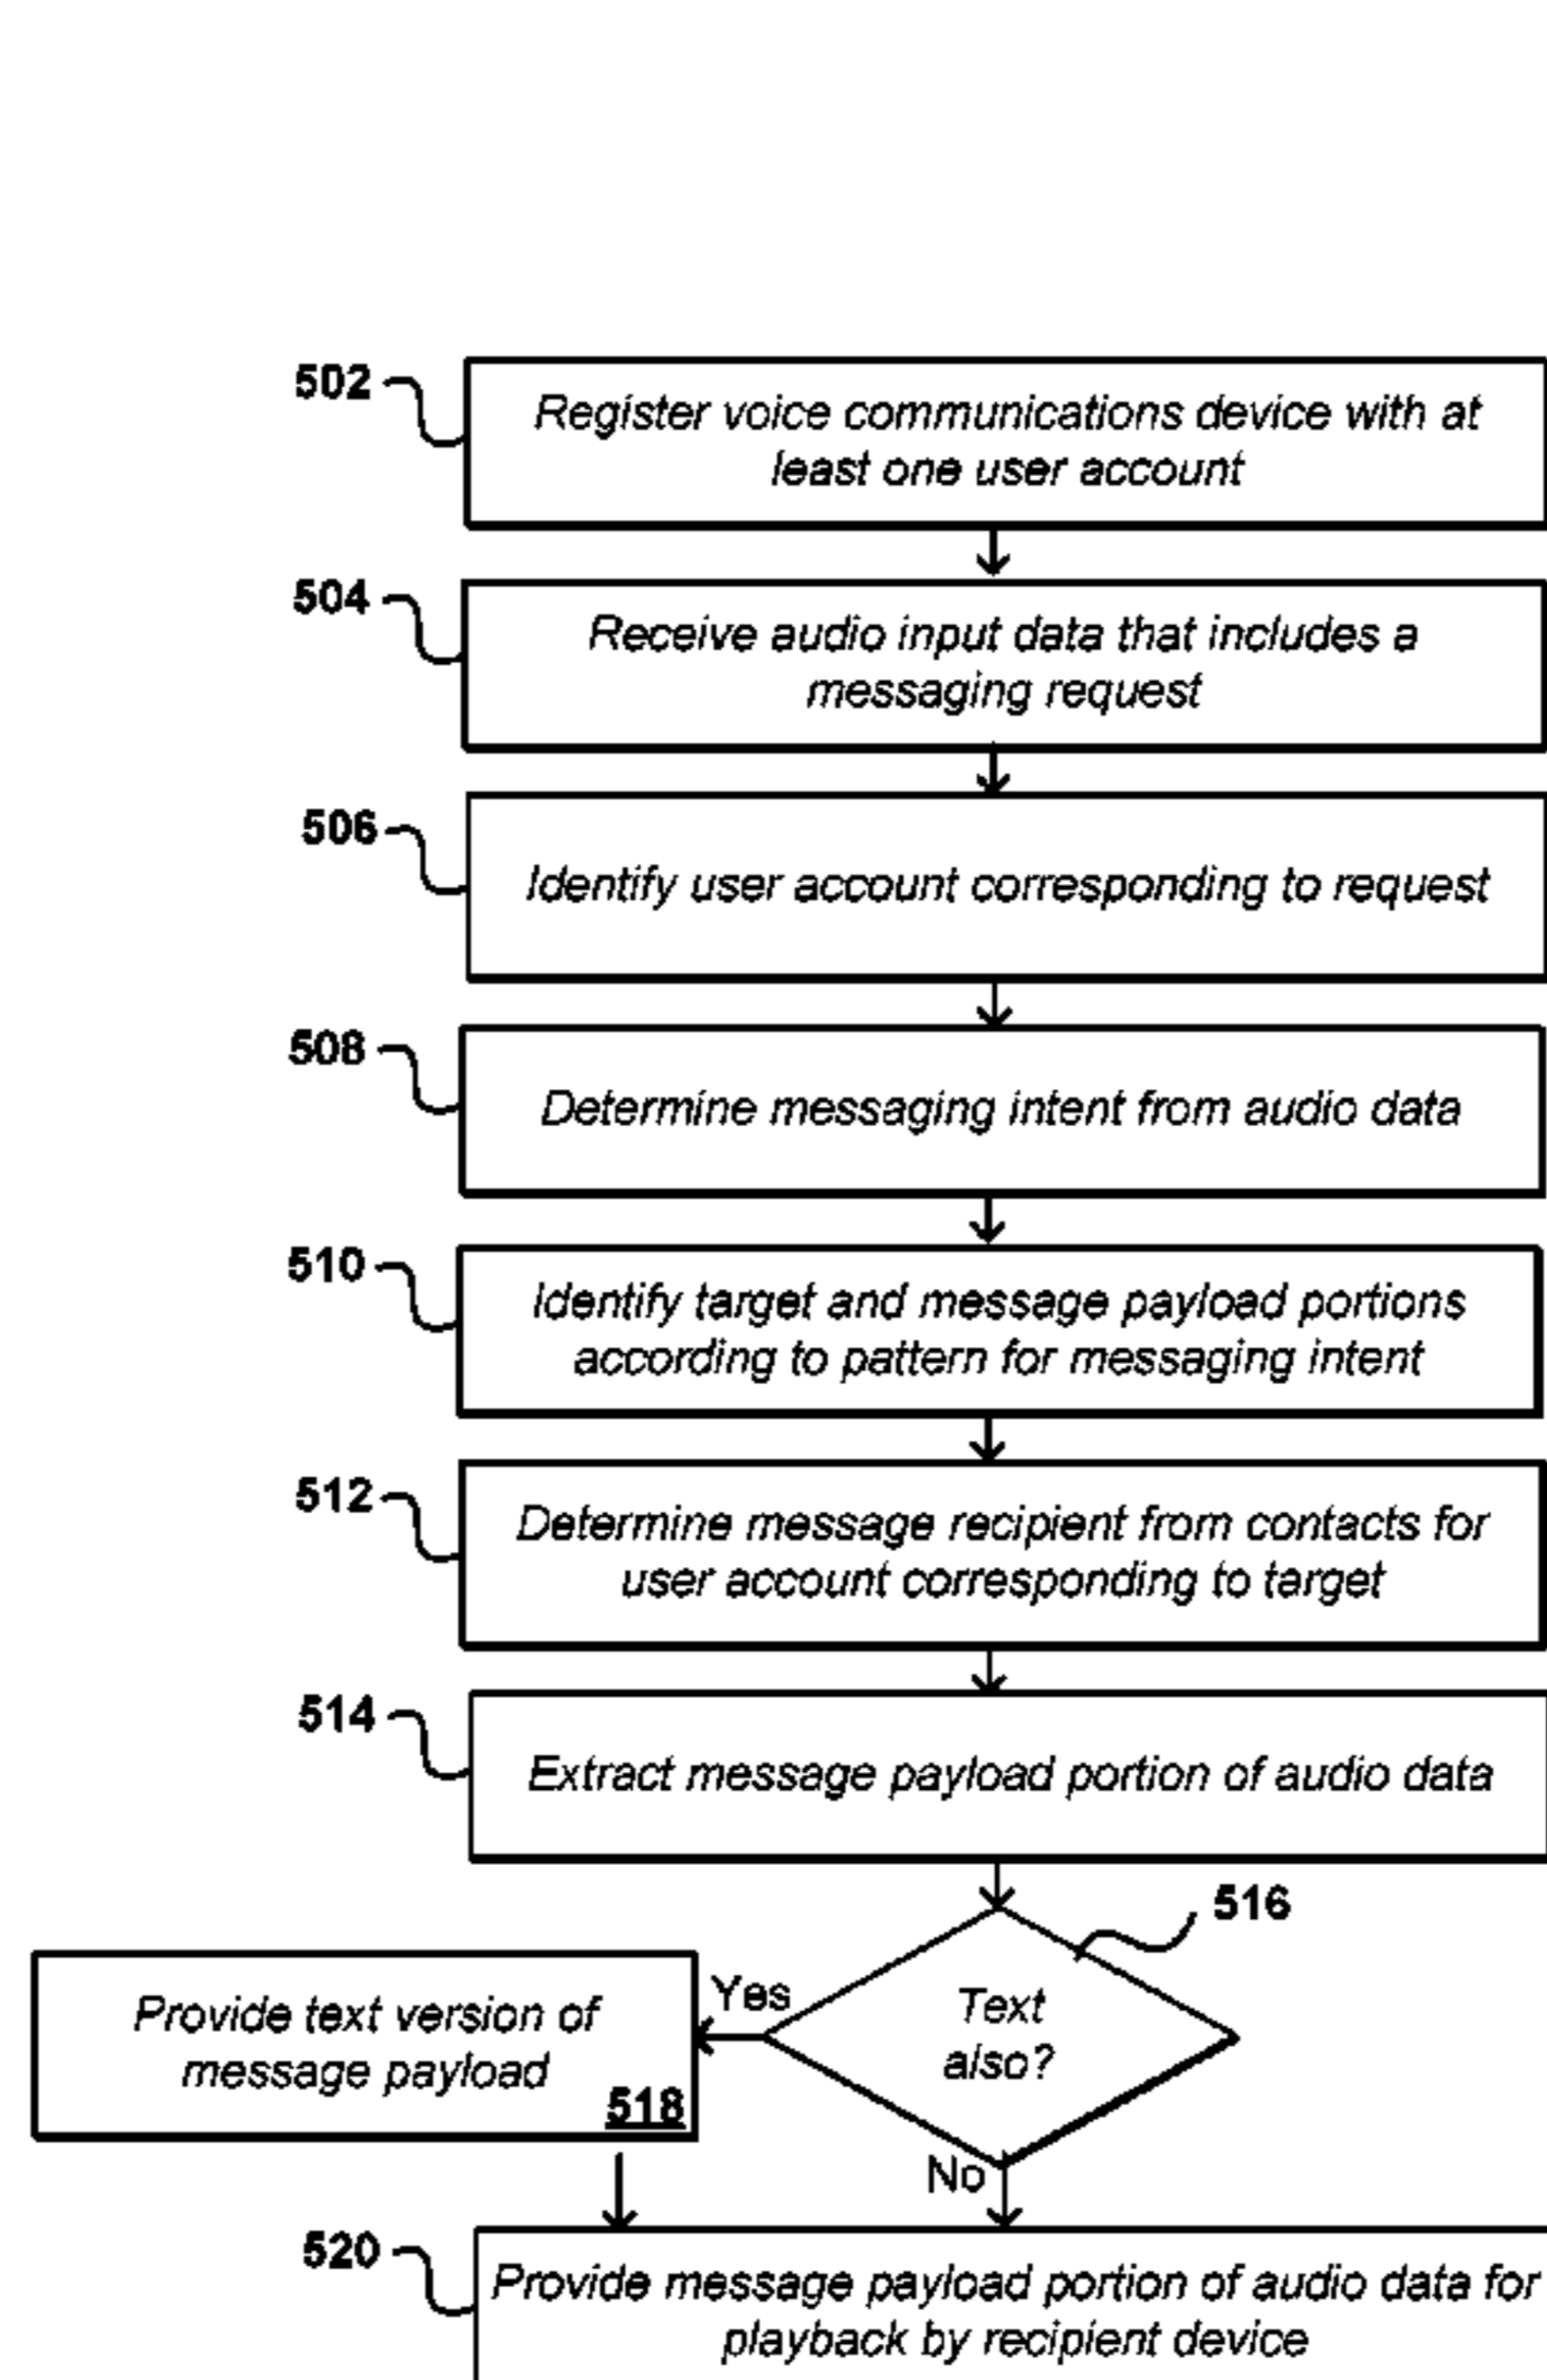 502
Register voice communications device with at
least one user account
504
Receive audio input data that includes a
messaging request
506
Identify user account corresponding to request
508
Determine messaging intent from audio data
510
Identify target and message payload portions
according to pattern for messaging intent
512
Determine message recipient from contacts for
user account corresponding to target
514
Extract message payload portion of audio data
516
Text
also?
Yes
Provide text version of
message payload
518
No
520
Provide message payload portion of audio data for
playback by recipient device